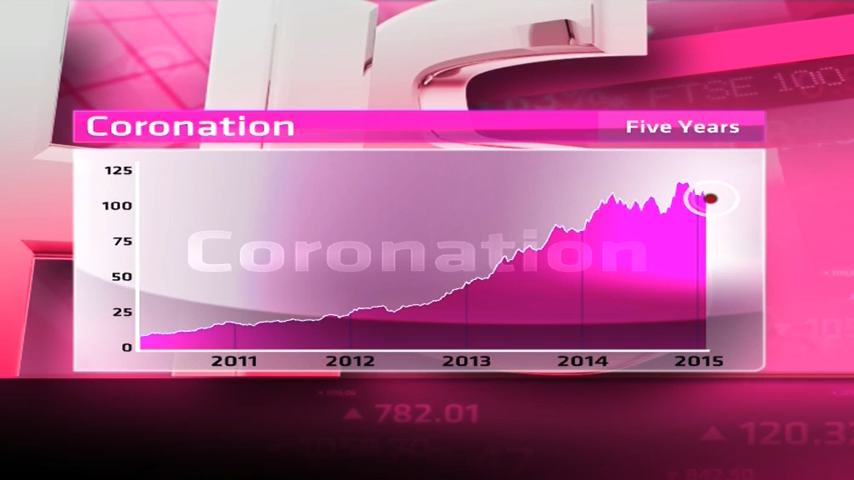 FTSE 100
Coronation
Five Years
125
100
75
50
25
0
Coronation
2011 2012 2013 2014 2015
▲ 782.01
▲ 120.3